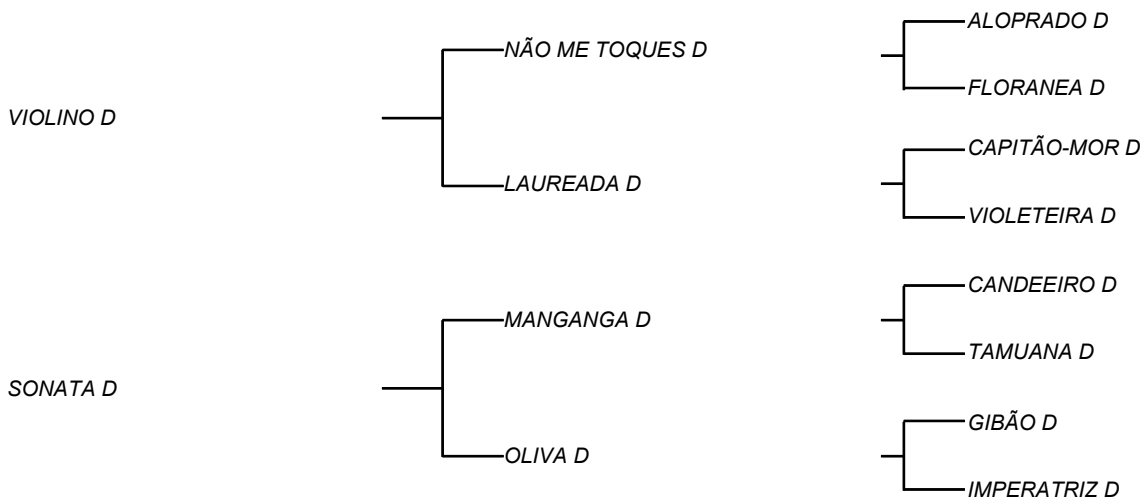 ALOPRADO D
NÃO ME TOQUES D
FLORANEA D
VIOLINO D
CAPITÃO-MOR D
LAUREADA D
VIOLETEIRA D
CANDEEIRO D
MANGANGA D
TAMUANA D
SONATA D
GIBÃO D
OLIVA D
IMPERATRIZ D